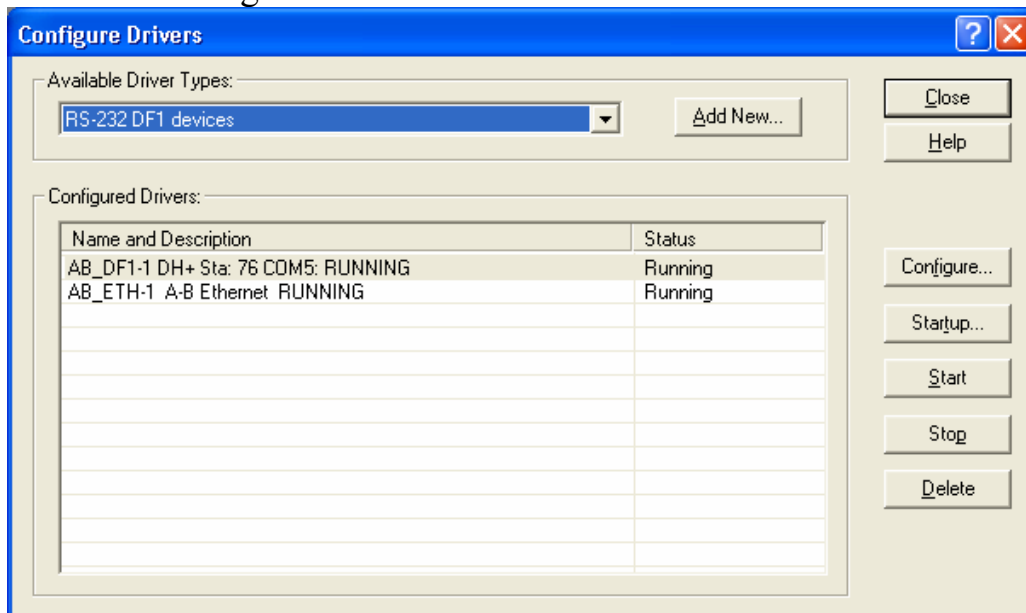 Configure Drivers
Available Driver Types:
RS-232 DF1 devices
Add New...
Close
Help
Configured Drivers:
Name and Description Status
AB_DF1-1 DH+ Sta: 76 COM5: RUNNING Running
AB_ETH-1 A-B Ethernet RUNNING Running
Configure...
Startup...
Start
Stop
Delete